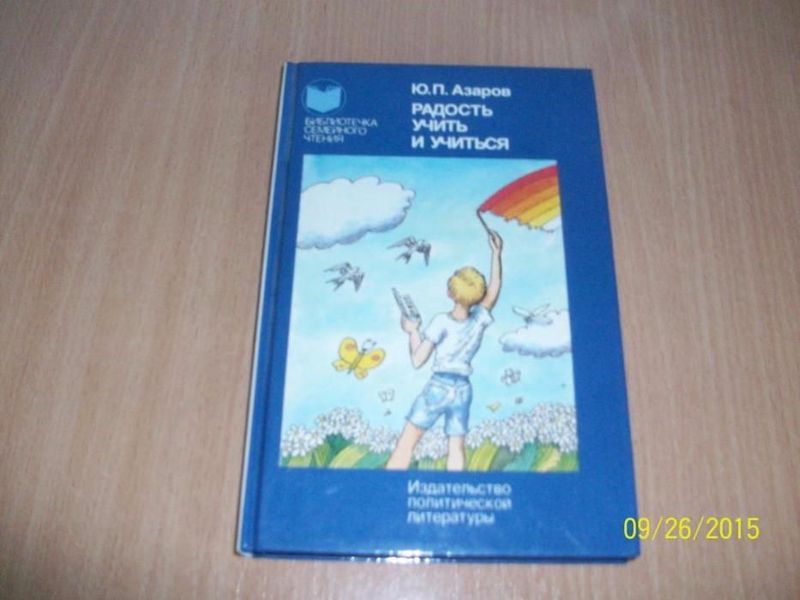 БИБЛИОТЕЧКА
СЕМЕЙНОГО
ЧТЕНИЯ
Ю.П. Азаров
РАДОСТЬ
УЧИТЬ
И УЧИТЬСЯ
Издательство
политической
литературы
09/26/2015